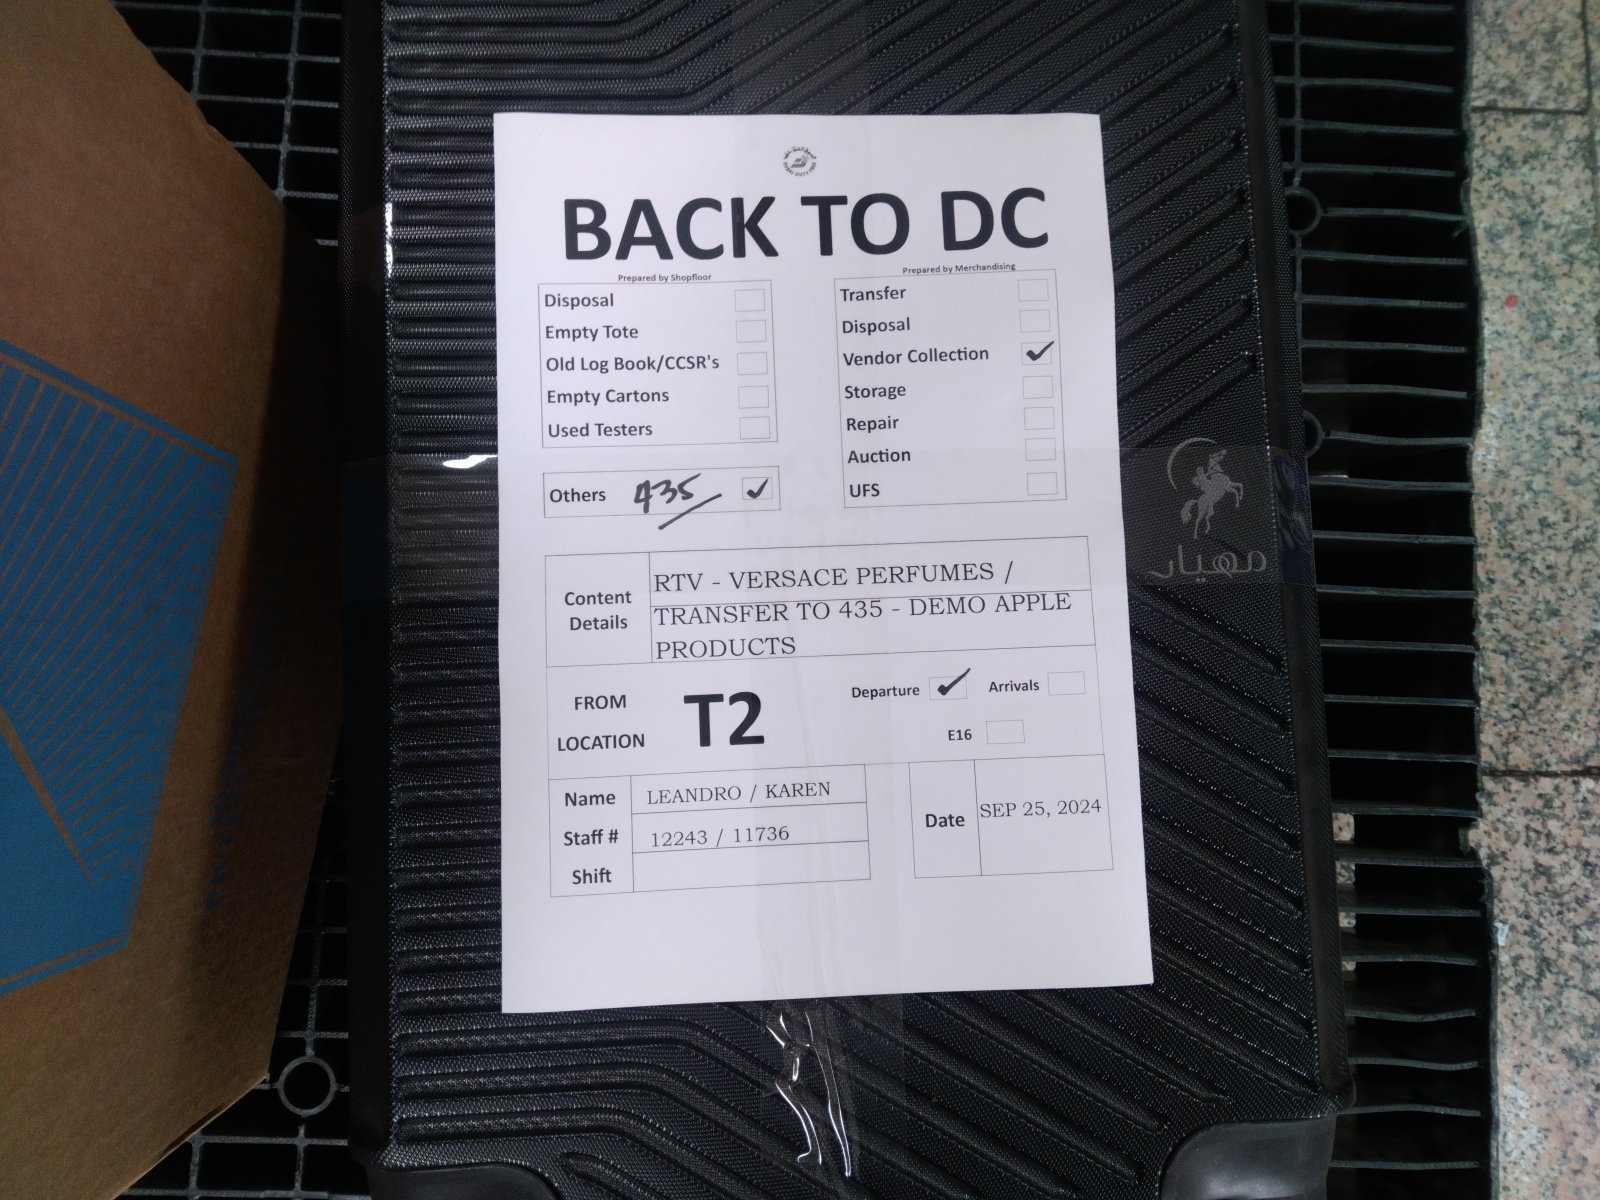 BACK TO DC
Prepared by Shopfloor
Disposal
Empty Tote
Old Log Book/CCSR's
Empty Cartons
Used Testers
Others 435
Prepared by Merchandising
Transfer
Disposal
Vendor Collection
Storage
Repair
Auction
UFS
Content
Details
RTV - VERSACE PERFUMES /
TRANSFER TO 435 - DEMO APPLE
PRODUCTS
FROM
LOCATION
T2
Departure
Arrivals
E16
Name LEANDRO / KAREN
Staff # 12243 / 11736
Shift
Date SEP 25, 2024
مهيار